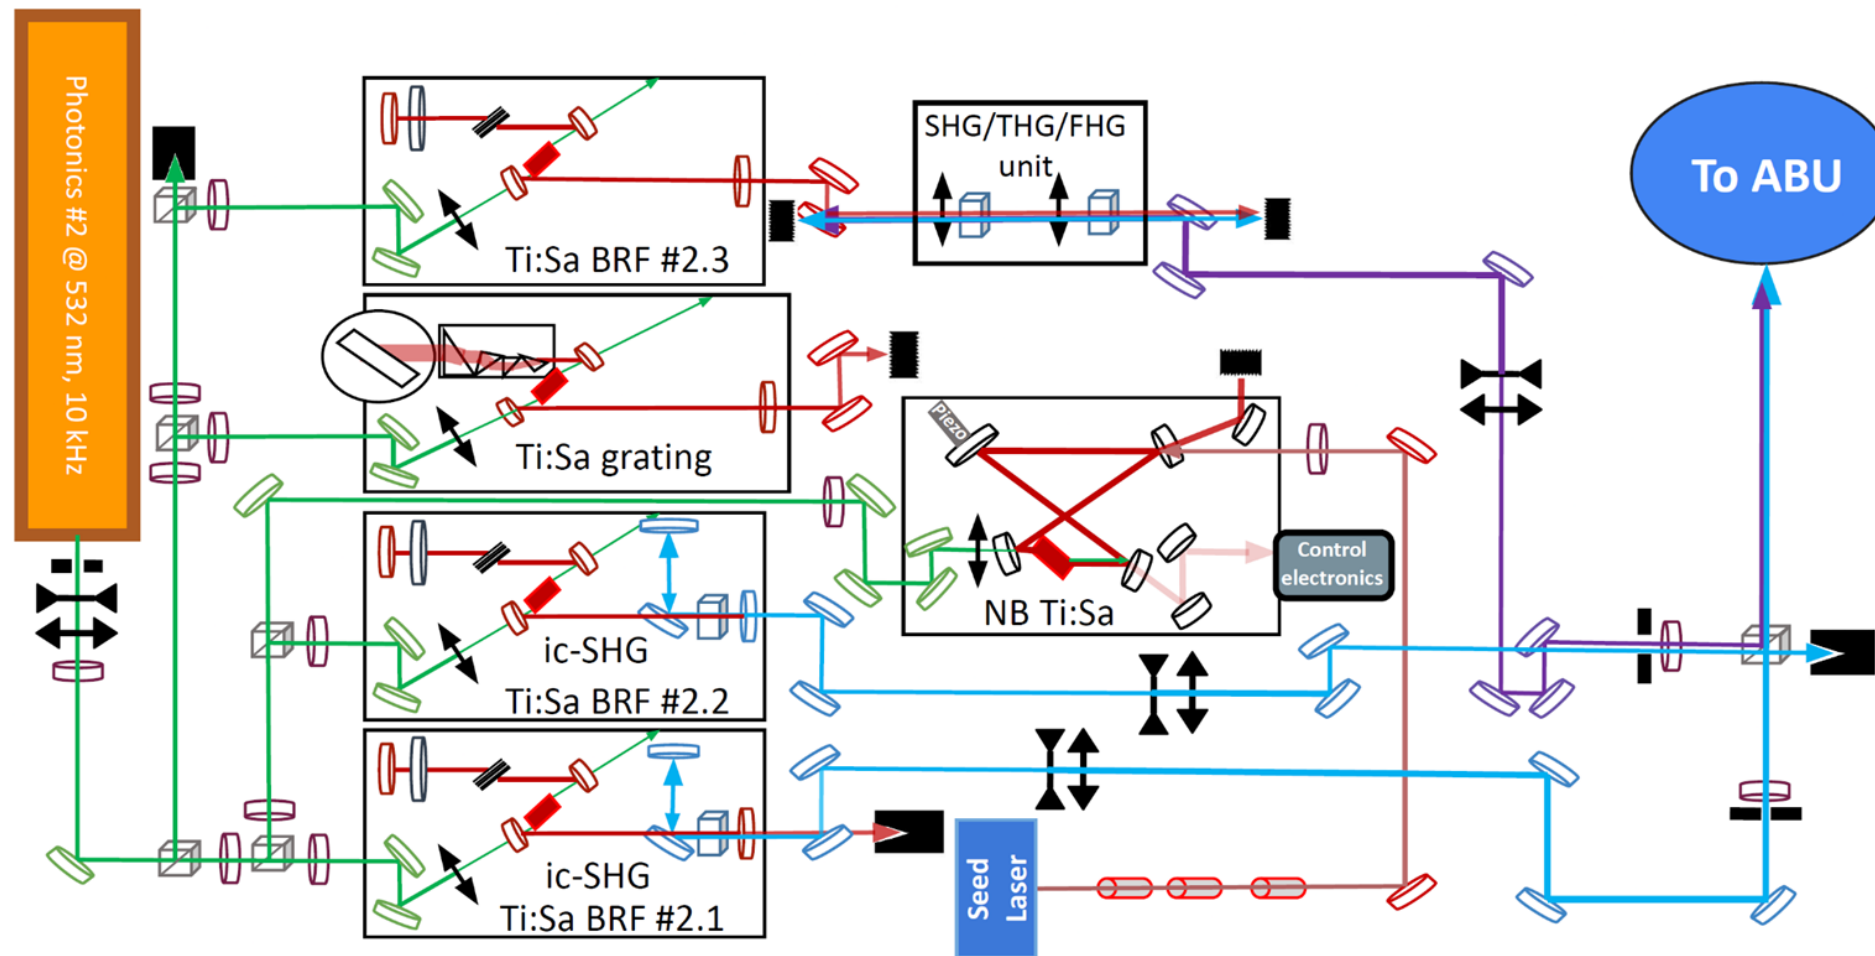 Photonics #2 @ 532 nm, 10 kHz
Ti:Sa BRF #2.3
SHG/THG/FHG
unit
To ABU
Ti:Sa grating
Piezo
NB Ti:Sa
Control
electronics
ic-SHG
Ti:Sa BRF #2.2
ic-SHG
Ti:Sa BRF #2.1
Seed
Laser